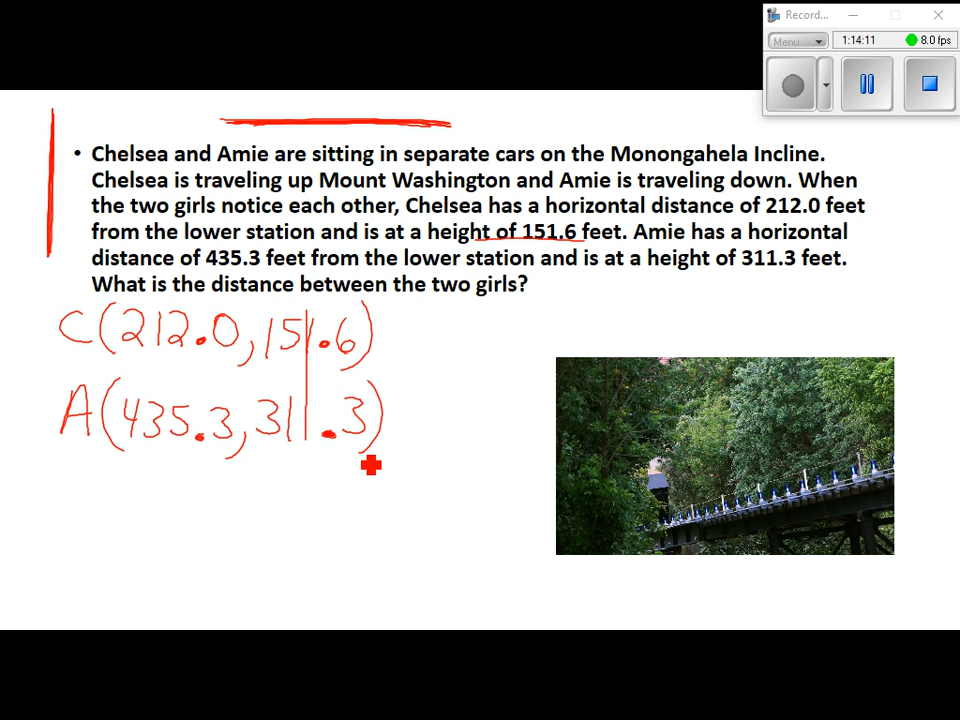 Record...
Menu
1:14:11
8.0 fps
• Chelsea and Amie are sitting in separate cars on the Monongahela Incline.
Chelsea is traveling up Mount Washington and Amie is traveling down. When
the two girls notice each other, Chelsea has a horizontal distance of 212.0 feet
from the lower station and is at a height of 151.6 feet. Amie has a horizontal
distance of 435.3 feet from the lower station and is at a height of 311.3 feet.
What is the distance between the two girls?
C(212.0,151.6)
A(435.3,311.3)